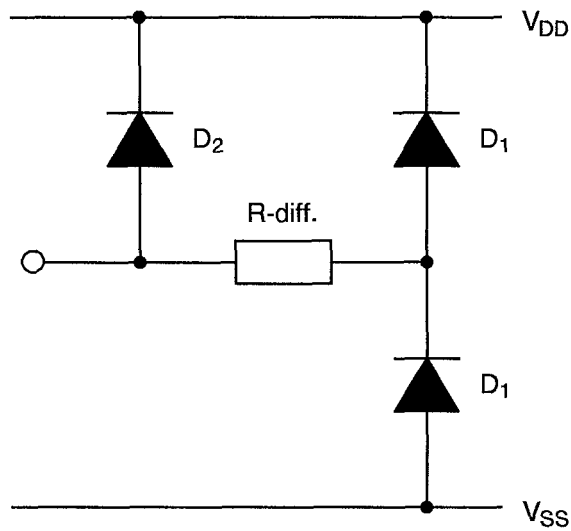 V_DD
D_2
D_1
R-diff.
D_1
V_SS